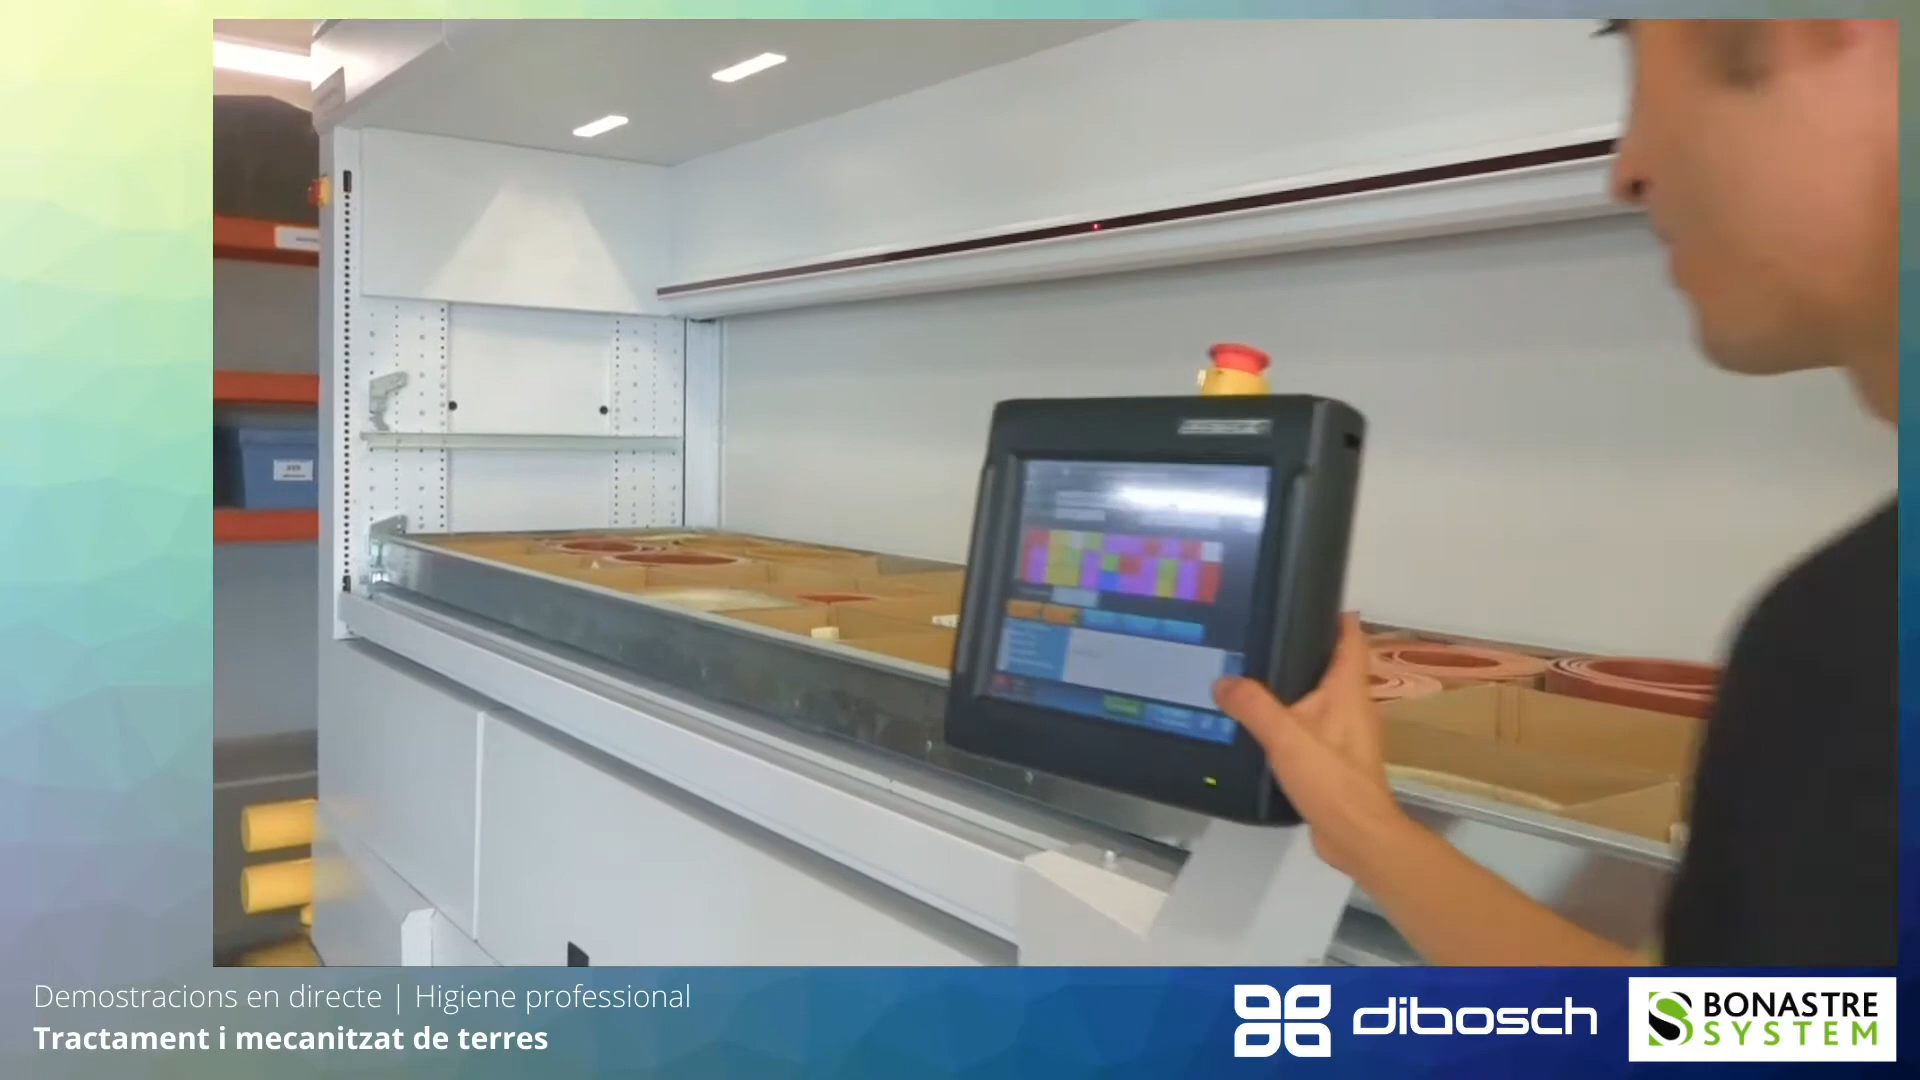 Demostracions en directe | Higiene professional
Tractament i mecanitzat de terres
dibosch
BONASTRE
SYSTEM